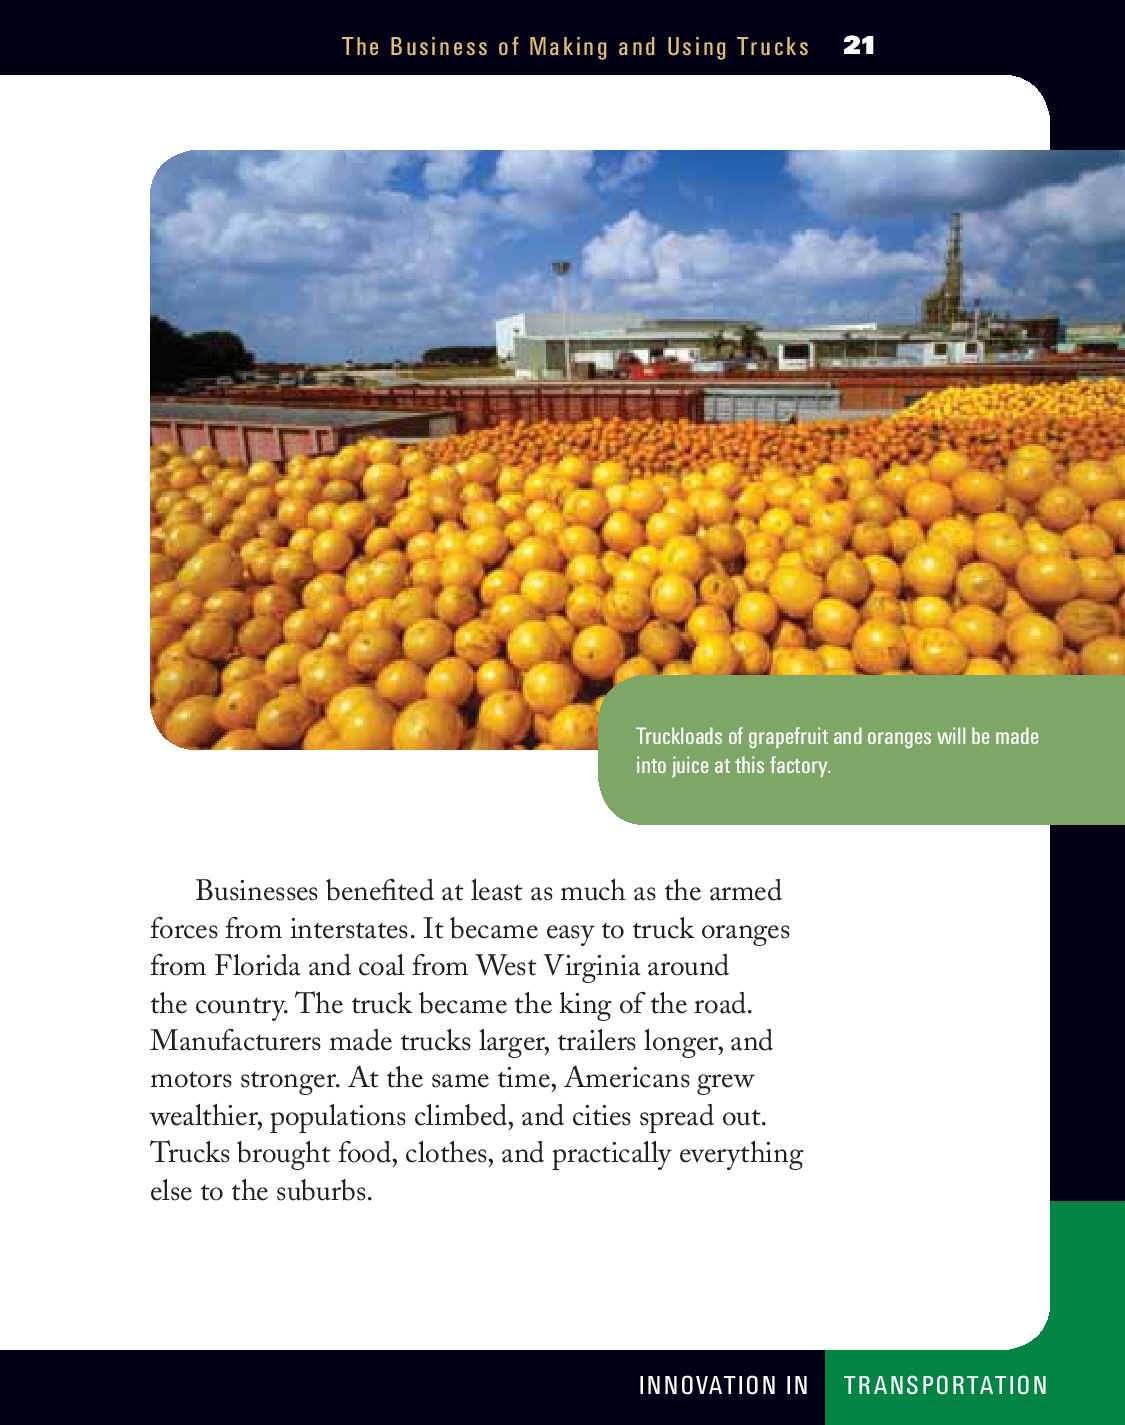 The Business of Making and Using Trucks 21
Truckloads of grapefruit and oranges will be made
into juice at this factory.
Businesses benefited at least as much as the armed
forces from interstates. It became easy to truck oranges
from Florida and coal from West Virginia around
the country. The truck became the king of the road.
Manufacturers made trucks larger, trailers longer, and
motors stronger. At the same time, Americans grew
wealthier, populations climbed, and cities spread out.
Trucks brought food, clothes, and practically everything
else to the suburbs.
INNOVATION IN TRANSPORTATION